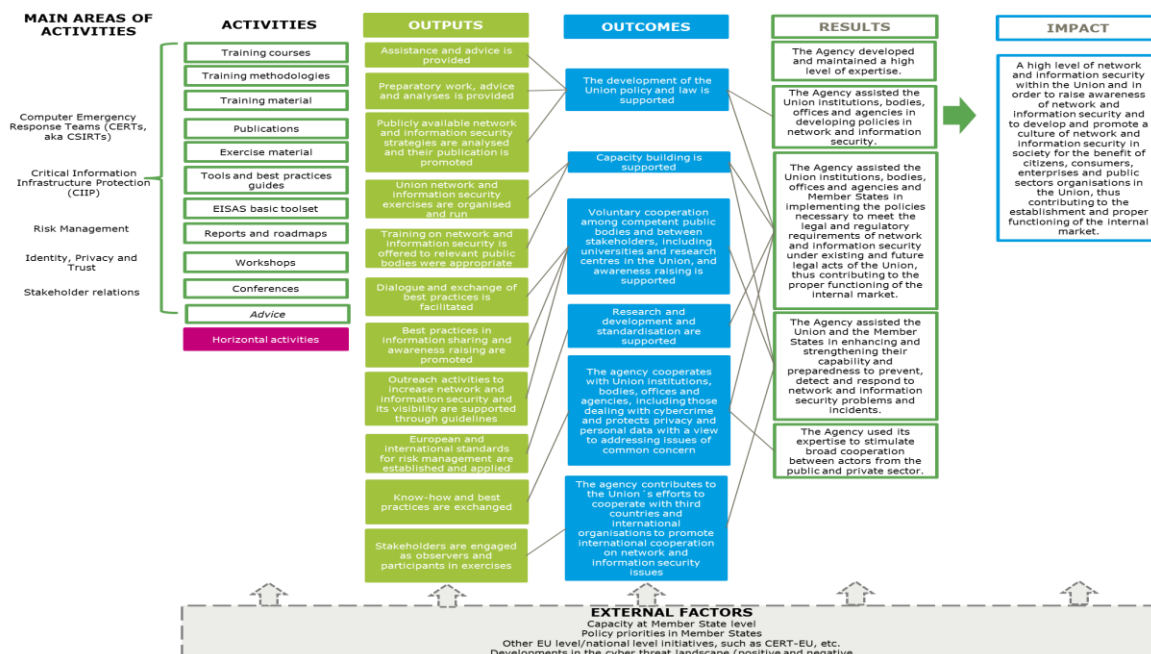 MAIN AREAS OF
ACTIVITIES
Computer Emergency
Response Teams (CERTs,
aka CSIRTs)
Critical Information
Infrastructure Protection
(CIIP)
Risk Management
Identity, Privacy and
Trust
Stakeholder relations
ACTIVITIES
Training courses
Training methodologies
Training material
Publications
Exercise material
Tools and best practices
guides
EISAS basic toolset
Reports and roadmaps
Workshops
Conferences
Advice
Horizontal activities
OUTPUTS
Assistance and advice is
provided
Preparatory work, advice
and analyses is provided
Publicly available network
and information security
strategies are analysed
and their publication is
promoted
Union network and
information security
exercises are organised
and run
Training on network and
information security is
offered to relevant public
bodies were appropriate
Dialogue and exchange of
best practices is
facilitated
Best practices in
information sharing and
awareness raising are
promoted
Outreach activities to
increase network and
information security and
its visibility are supported
through guidelines
European and
international standards
for risk management are
established and applied
Know-how and best
practices are exchanged
Stakeholders are engaged
as observers and
participants in exercises
OUTCOMES
The development of the
Union policy and law is
supported
Capacity building is
supported
Voluntary cooperation
among competent public
bodies and between
stakeholders, including
universities and research
centres in the Union, and
awareness raising is
supported
Research and
development and
standardisation are
supported
The agency cooperates
with Union institutions,
bodies, offices and
agencies, including those
dealing with cybercrime
and protects privacy and
personal data with a view
to addressing issues of
common concern
The agency contributes to
the Union´s efforts to
cooperate with third
countries and
international
organisations to promote
international cooperation
on network and
information security
issues
RESULTS
The Agency developed
and maintained a high
level of expertise.
The Agency assisted the
Union institutions, bodies,
offices and agencies in
developing policies in
network and information
security.
The Agency assisted the
Union institutions, bodies,
offices and agencies and
Member States in
implementing the policies
necessary to meet the
legal and regulatory
requirements of network
and information security
under existing and future
legal acts of the Union,
thus contributing to the
proper functioning of the
internal market.
The Agency assisted the
Union and the Member
States in enhancing and
strengthening their
capability and
preparedness to prevent,
detect and respond to
network and information
security problems and
incidents.
The Agency used its
expertise to stimulate
broad cooperation
between actors from the
public and private sector.
IMPACT
A high level of network
and information security
within the Union and in
order to raise awareness
of network and
information security and
to develop and promote a
culture of network and
information security in
society for the benefit of
citizens, consumers,
enterprises and public
sectors organisations in
the Union, thus
contributing to the
establishment and proper
functioning of the internal
market.
EXTERNAL FACTORS
Capacity at Member State level
Policy priorities in Member States
Other EU level/national level initiatives, such as CERT-EU, etc.
Developments in the cyber threat landscape (positive and negative